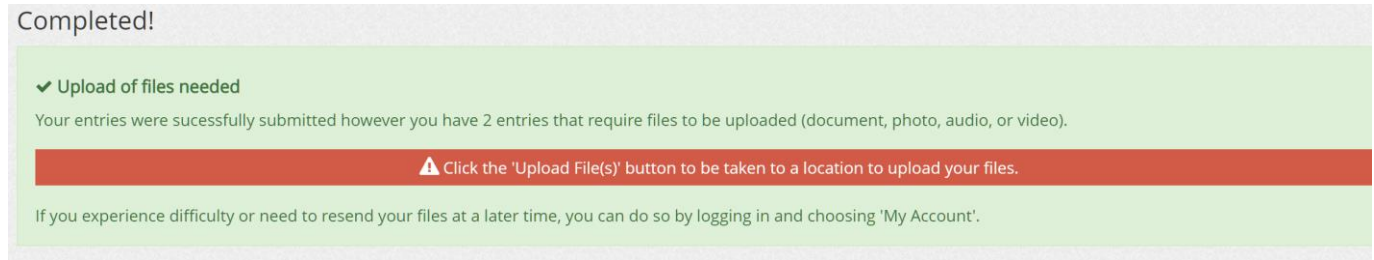 Completed!
Upload of files needed
Your entries were sucessfully submitted however you have 2 entries that require files to be uploaded (document, photo, audio, or video).
Click the 'Upload File(s)' button to be taken to a location to upload your files.
If you experience difficulty or need to resend your files at a later time, you can do so by logging in and choosing 'My Account'.